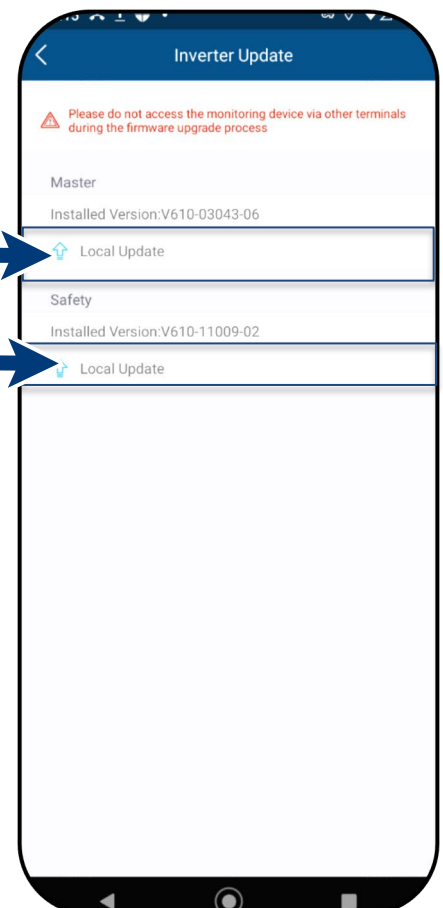 Inverter Update
Please do not access the monitoring device via other terminals
during the firmware upgrade process
Master
Installed Version:V610-03043-06
Local Update
Safety
Installed Version:V610-11009-02
Local Update